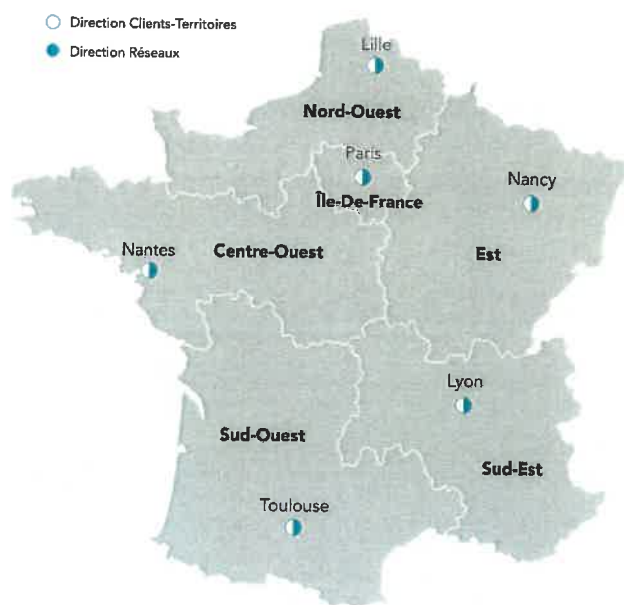 Direction Clients-Territoires
Direction Réseaux
Lille
Nord-Ouest
Paris
Île-De-France
Nancy
Nantes
Centre-Ouest
Est
Lyon
Sud-Ouest
Sud-Est
Toulouse